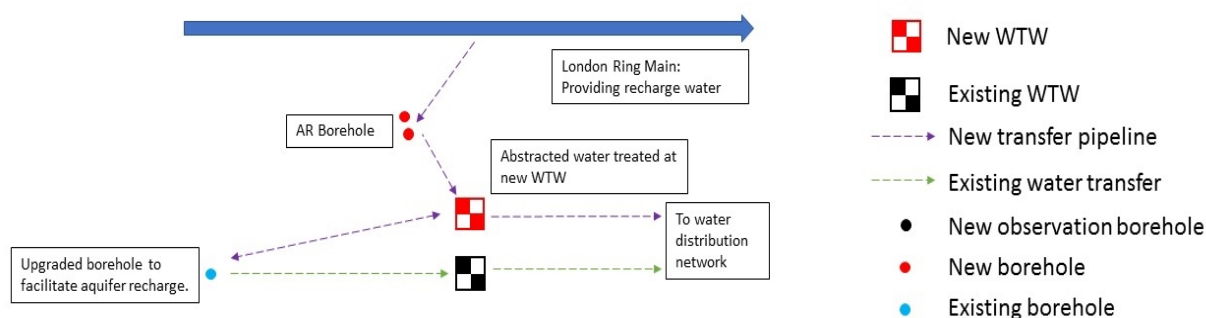 London Ring Main:
Providing recharge water
AR Borehole
Abstracted water treated at
new WTW
To water
distribution
network
Upgraded borehole to
facilitate aquifer recharge.
New WTW
Existing WTW
New transfer pipeline
Existing water transfer
New observation borehole
New borehole
Existing borehole